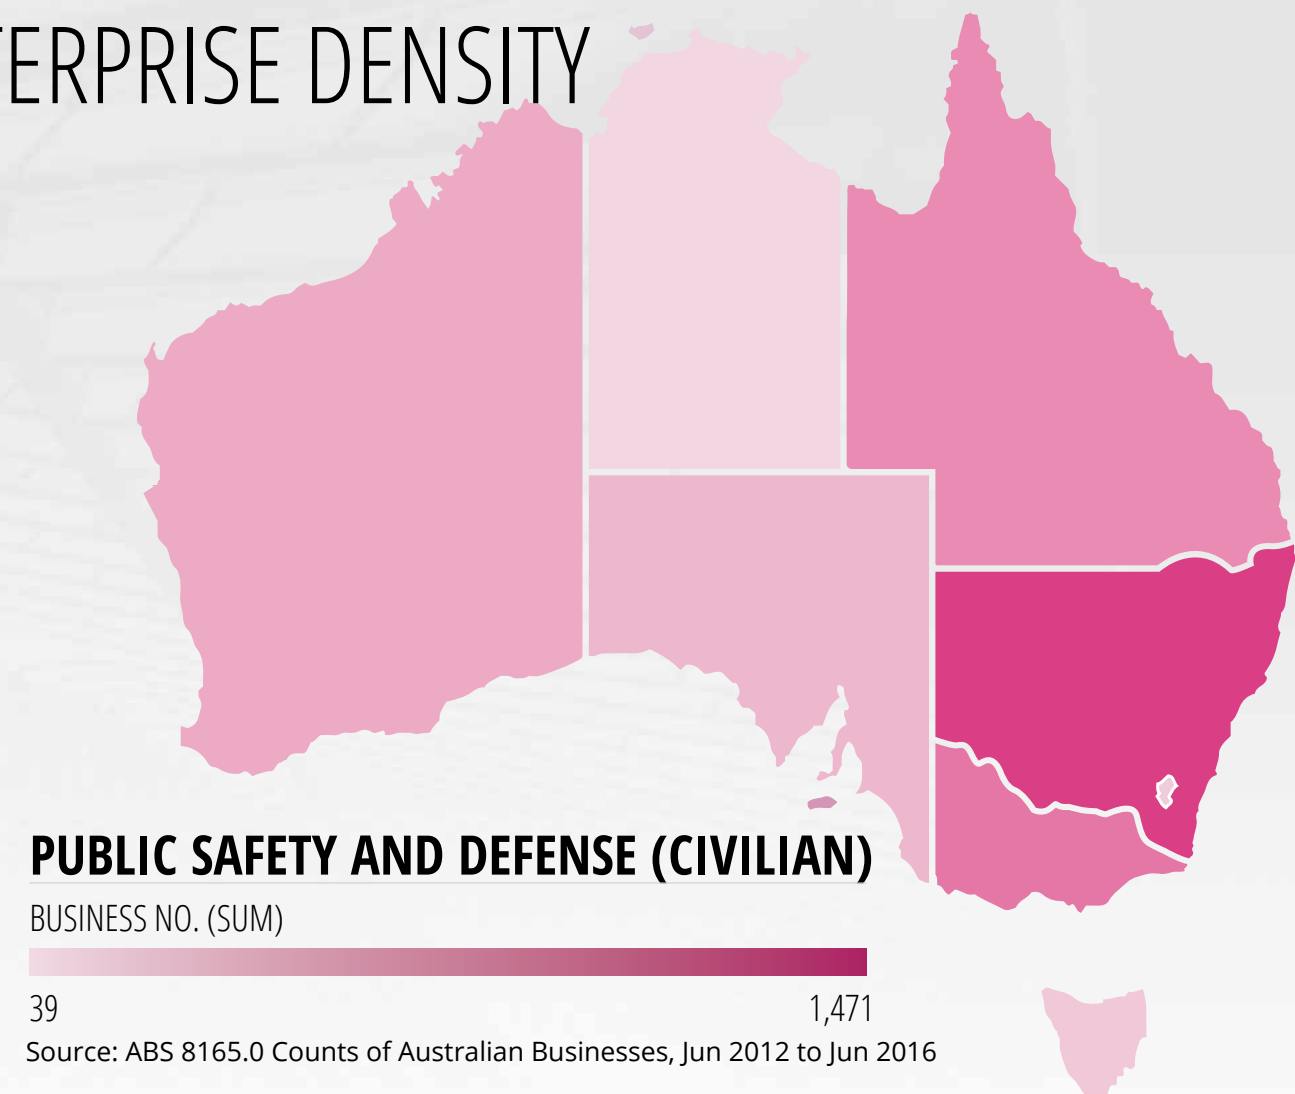 TERPRISE DENSITY
PUBLIC SAFETY AND DEFENSE (CIVILIAN)
BUSINESS NO. (SUM)
39 1,471
Source: ABS 8165.0 Counts of Australian Businesses, Jun 2012 to Jun 2016